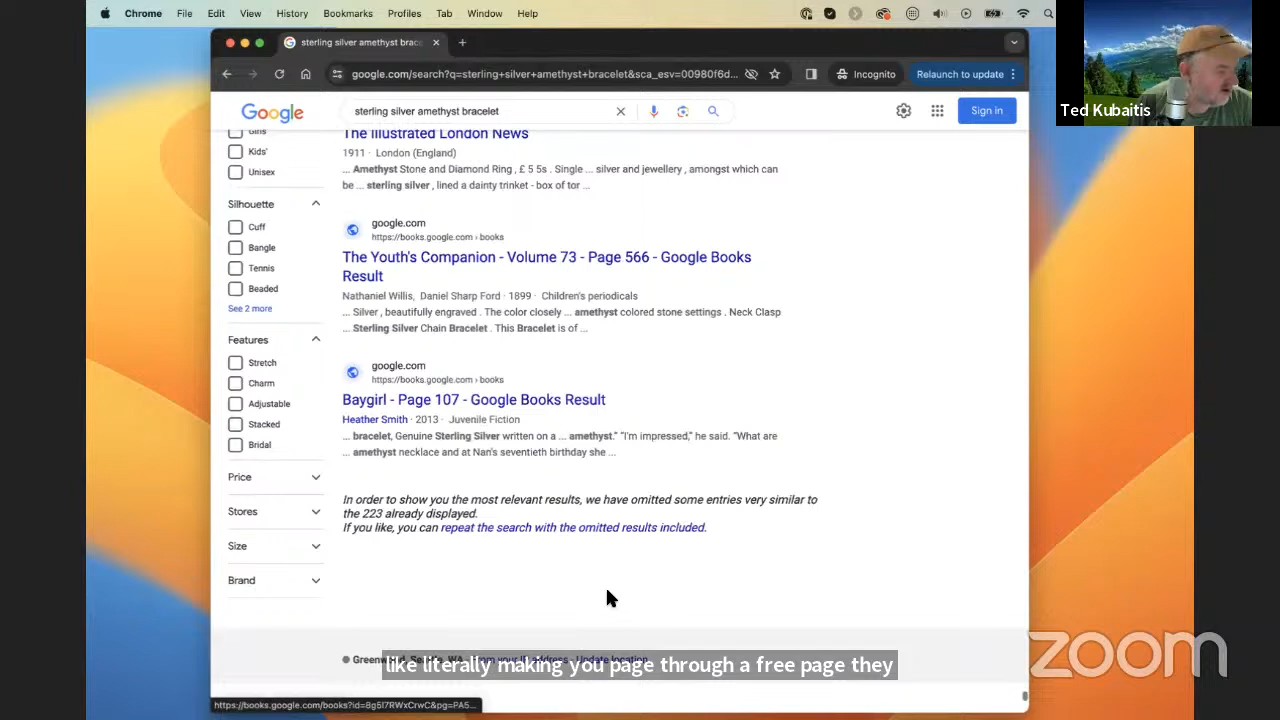 Chrome File Edit View History Bookmarks Profiles Tab Window Help
sterling silver amethyst brac
google.com/search?q=sterling+silver+amethyst+bracelet&sca_esv=00980f6d...
Incognito
Relaunch to update
Ted Kubaitis
Google
sterling silver amethyst bracelet
Sign in
Girls
Kids'
Unisex
Silhouette
Cuff
Bangle
Tennis
Beaded
See 2 more
Features
Stretch
Charm
Adjustable
Stacked
Bridal
Price
Stores
Size
Brand
The Illustrated London News
1911 · London (England)
... Amethyst Stone and Diamond Ring , £ 5 5s . Single ... silver and jewellery , amongst which can
be ... sterling silver , lined a dainty trinket - box of tor ...
google.com
https://books.google.com › books
The Youth's Companion - Volume 73 - Page 566 - Google Books
Result
Nathaniel Willis, Daniel Sharp Ford · 1899 · Children's periodicals
... Silver , beautifully engraved . The color closely ... amethyst colored stone settings . Neck Clasp
... Sterling Silver Chain Bracelet . This Bracelet is of ...
google.com
https://books.google.com › books
Baygirl - Page 107 - Google Books Result
Heather Smith · 2013 · Juvenile Fiction
... bracelet, Genuine Sterling Silver written on a ... amethyst." "I'm impressed," he said. "What are
... amethyst necklace and at Nan's seventieth birthday she ...
In order to show you the most relevant results, we have omitted some entries very similar to
the 223 already displayed.
If you like, you can repeat the search with the omitted results included.
like literally making you page through a free page they
zoom
https://books.google.com/books?id=8g5I7RWxCrwC&pg=PA5...